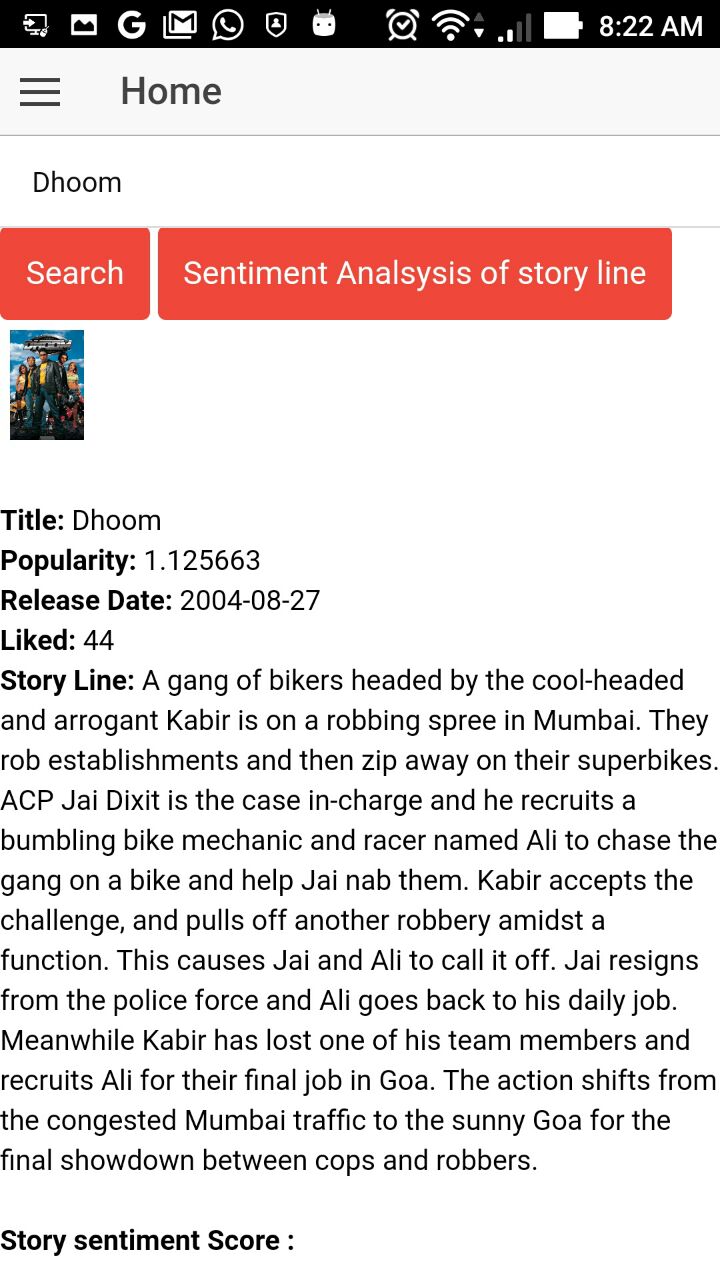 8:22 AM
Home
Dhoom
Search
Sentiment Analsysis of story line
DHOOM
Title: Dhoom
Popularity: 1.125663
Release Date: 2004-08-27
Liked: 44
Story Line: A gang of bikers headed by the cool-headed
and arrogant Kabir is on a robbing spree in Mumbai. They
rob establishments and then zip away on their superbikes.
ACP Jai Dixit is the case in-charge and he recruits a
bumbling bike mechanic and racer named Ali to chase the
gang on a bike and help Jai nab them. Kabir accepts the
challenge, and pulls off another robbery amidst a
function. This causes Jai and Ali to call it off. Jai resigns
from the police force and Ali goes back to his daily job.
Meanwhile Kabir has lost one of his team members and
recruits Ali for their final job in Goa. The action shifts from
the congested Mumbai traffic to the sunny Goa for the
final showdown between cops and robbers.
Story sentiment Score :